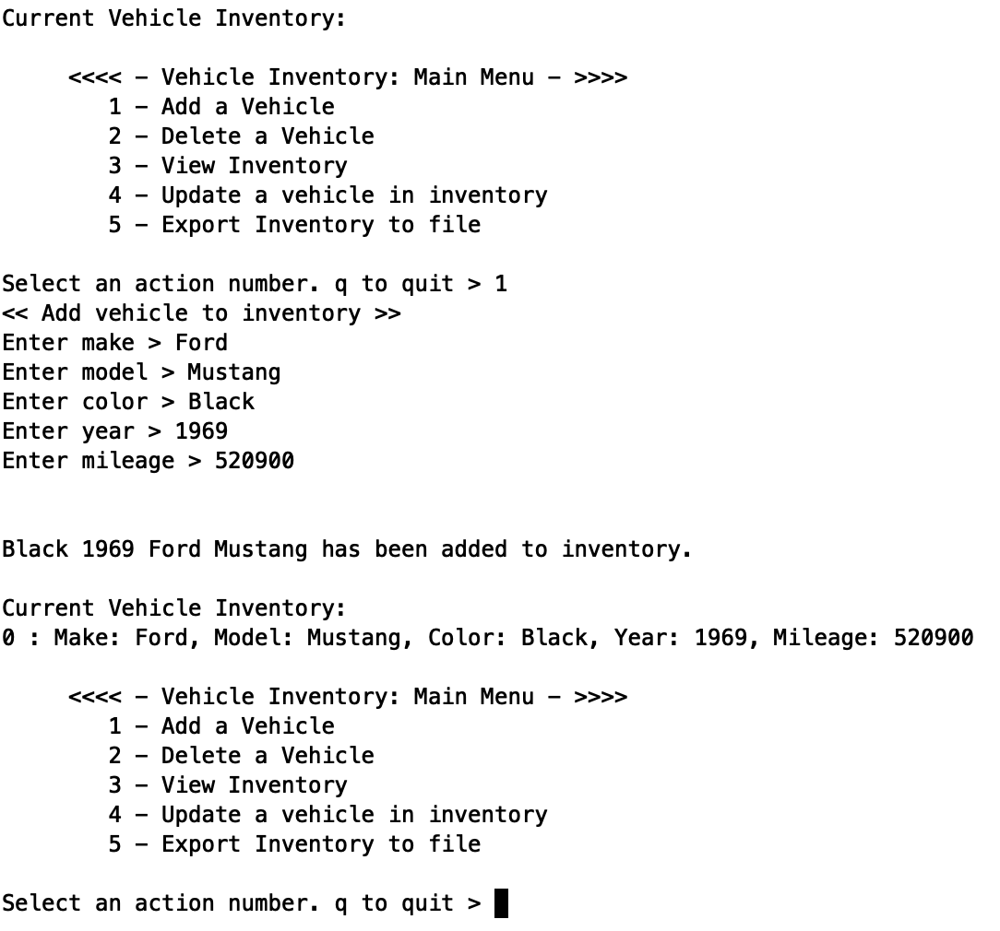 Current Vehicle Inventory:
<<<< – Vehicle Inventory: Main Menu – >>>>
1 – Add a Vehicle
2 – Delete a Vehicle
3 – View Inventory
4 – Update a vehicle in inventory
5 – Export Inventory to file
Select an action number. q to quit > 1
<< Add vehicle to inventory >>
Enter make > Ford
Enter model > Mustang
Enter color > Black
Enter year > 1969
Enter mileage > 520900
Black 1969 Ford Mustang has been added to inventory.
Current Vehicle Inventory:
0 : Make: Ford, Model: Mustang, Color: Black, Year: 1969, Mileage: 520900
<<<< – Vehicle Inventory: Main Menu – >>>>
1 – Add a Vehicle
2 – Delete a Vehicle
3 – View Inventory
4 – Update a vehicle in inventory
5 – Export Inventory to file
Select an action number. q to quit >